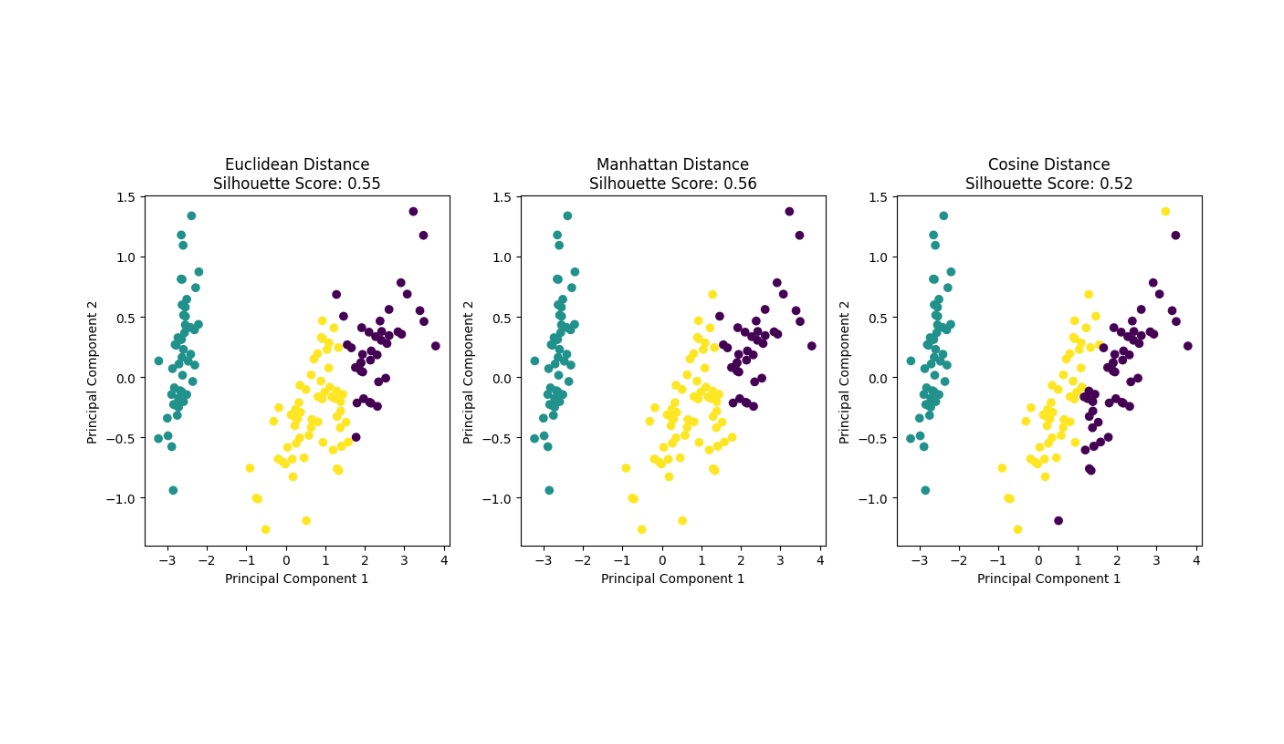 Euclidean Distance
Silhouette Score: 0.55
1.5
1.0
0.5
0.0
−0.5
−1.0
Principal Component 2
−3 −2 −1 0 1 2 3 4
Principal Component 1
Manhattan Distance
Silhouette Score: 0.56
1.5
1.0
0.5
0.0
−0.5
−1.0
Principal Component 2
−3 −2 −1 0 1 2 3 4
Principal Component 1
Cosine Distance
Silhouette Score: 0.52
1.5
1.0
0.5
0.0
−0.5
−1.0
Principal Component 2
−3 −2 −1 0 1 2 3 4
Principal Component 1